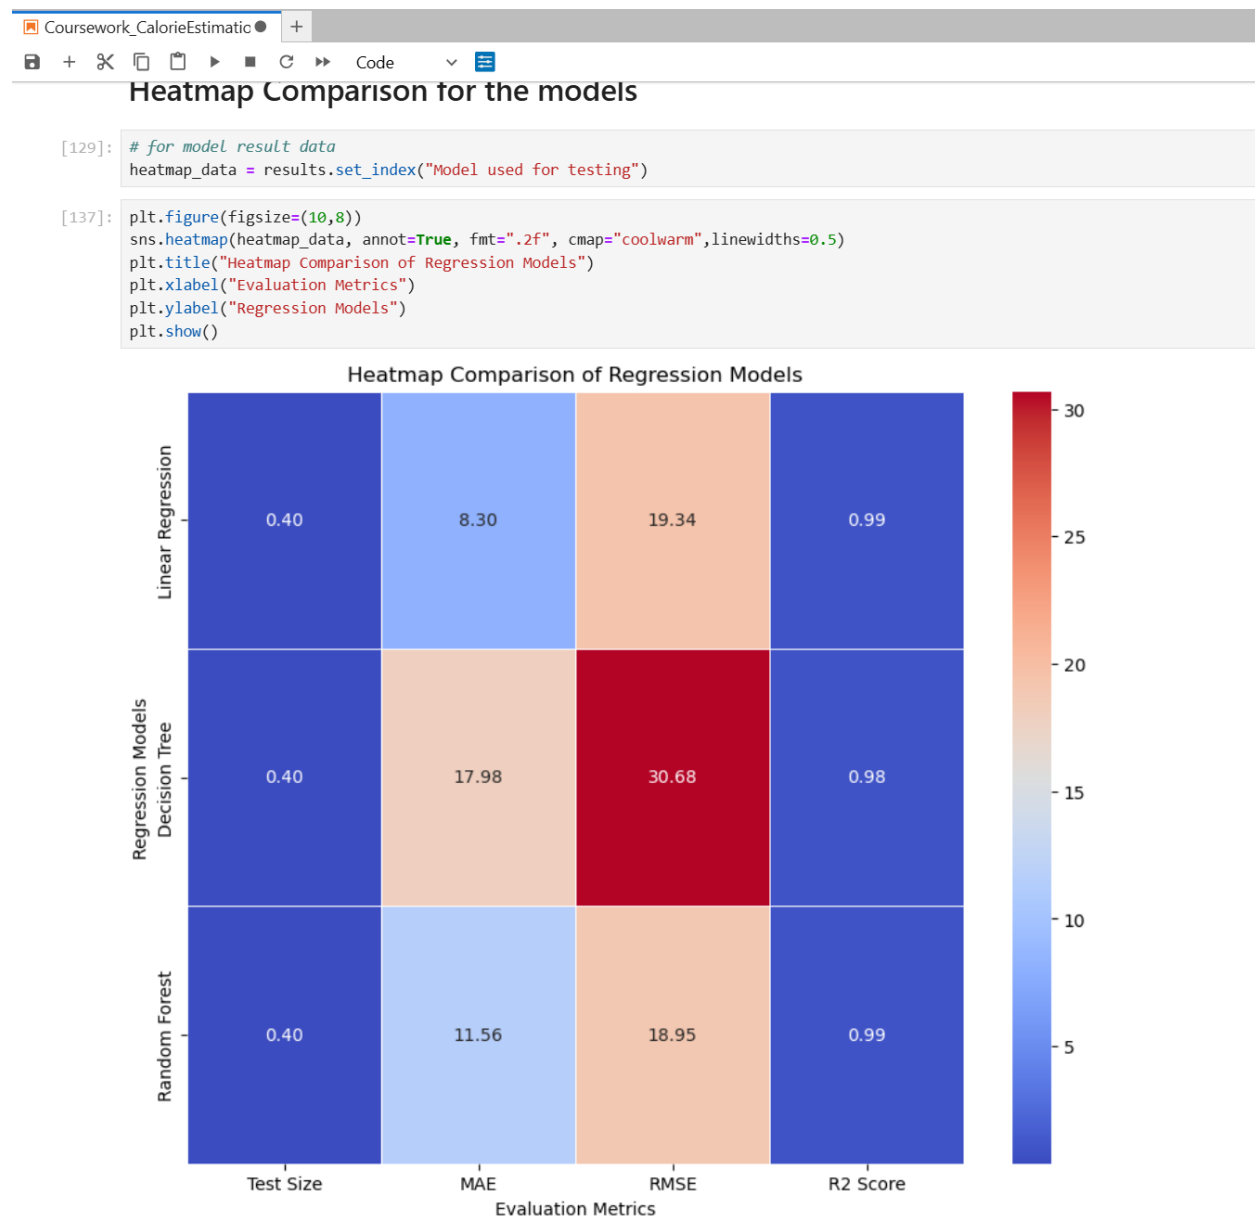 Coursework_CalorieEstimatic
Code
Heatmap Comparison for the models
[129]: # for model result data
heatmap_data = results.set_index("Model used for testing")
[137]: plt.figure(figsize=(10,8))
sns.heatmap(heatmap_data, annot=True, fmt=".2f", cmap="coolwarm",linewidths=0.5)
plt.title("Heatmap Comparison of Regression Models")
plt.xlabel("Evaluation Metrics")
plt.ylabel("Regression Models")
plt.show()
Heatmap Comparison of Regression Models
Regression Models
Linear Regression
0.40 8.30 19.34 0.99
Decision Tree
0.40 17.98 30.68 0.98
Random Forest
0.40 11.56 18.95 0.99
Test Size MAE RMSE R2 Score
Evaluation Metrics
30
25
20
15
10
5